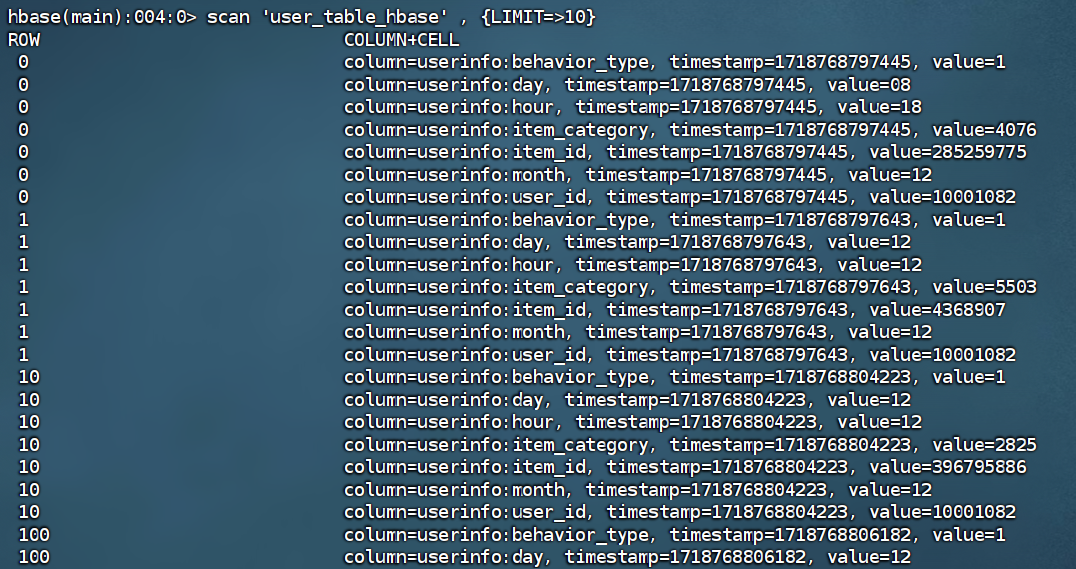 hbase(main):004:0> scan 'user_table_hbase' , {LIMIT=>10}
ROW COLUMN+CELL
0 column=userinfo:behavior_type, timestamp=1718768797445, value=1
0 column=userinfo:day, timestamp=1718768797445, value=08
0 column=userinfo:hour, timestamp=1718768797445, value=18
0 column=userinfo:item_category, timestamp=1718768797445, value=4076
0 column=userinfo:item_id, timestamp=1718768797445, value=285259775
0 column=userinfo:month, timestamp=1718768797445, value=12
0 column=userinfo:user_id, timestamp=1718768797445, value=10001082
1 column=userinfo:behavior_type, timestamp=1718768797643, value=1
1 column=userinfo:day, timestamp=1718768797643, value=12
1 column=userinfo:hour, timestamp=1718768797643, value=12
1 column=userinfo:item_category, timestamp=1718768797643, value=5503
1 column=userinfo:item_id, timestamp=1718768797643, value=4368907
1 column=userinfo:month, timestamp=1718768797643, value=12
1 column=userinfo:user_id, timestamp=1718768797643, value=10001082
10 column=userinfo:behavior_type, timestamp=1718768804223, value=1
10 column=userinfo:day, timestamp=1718768804223, value=12
10 column=userinfo:hour, timestamp=1718768804223, value=12
10 column=userinfo:item_category, timestamp=1718768804223, value=2825
10 column=userinfo:item_id, timestamp=1718768804223, value=396795886
10 column=userinfo:month, timestamp=1718768804223, value=12
10 column=userinfo:user_id, timestamp=1718768804223, value=10001082
100 column=userinfo:behavior_type, timestamp=1718768806182, value=1
100 column=userinfo:day, timestamp=1718768806182, value=12